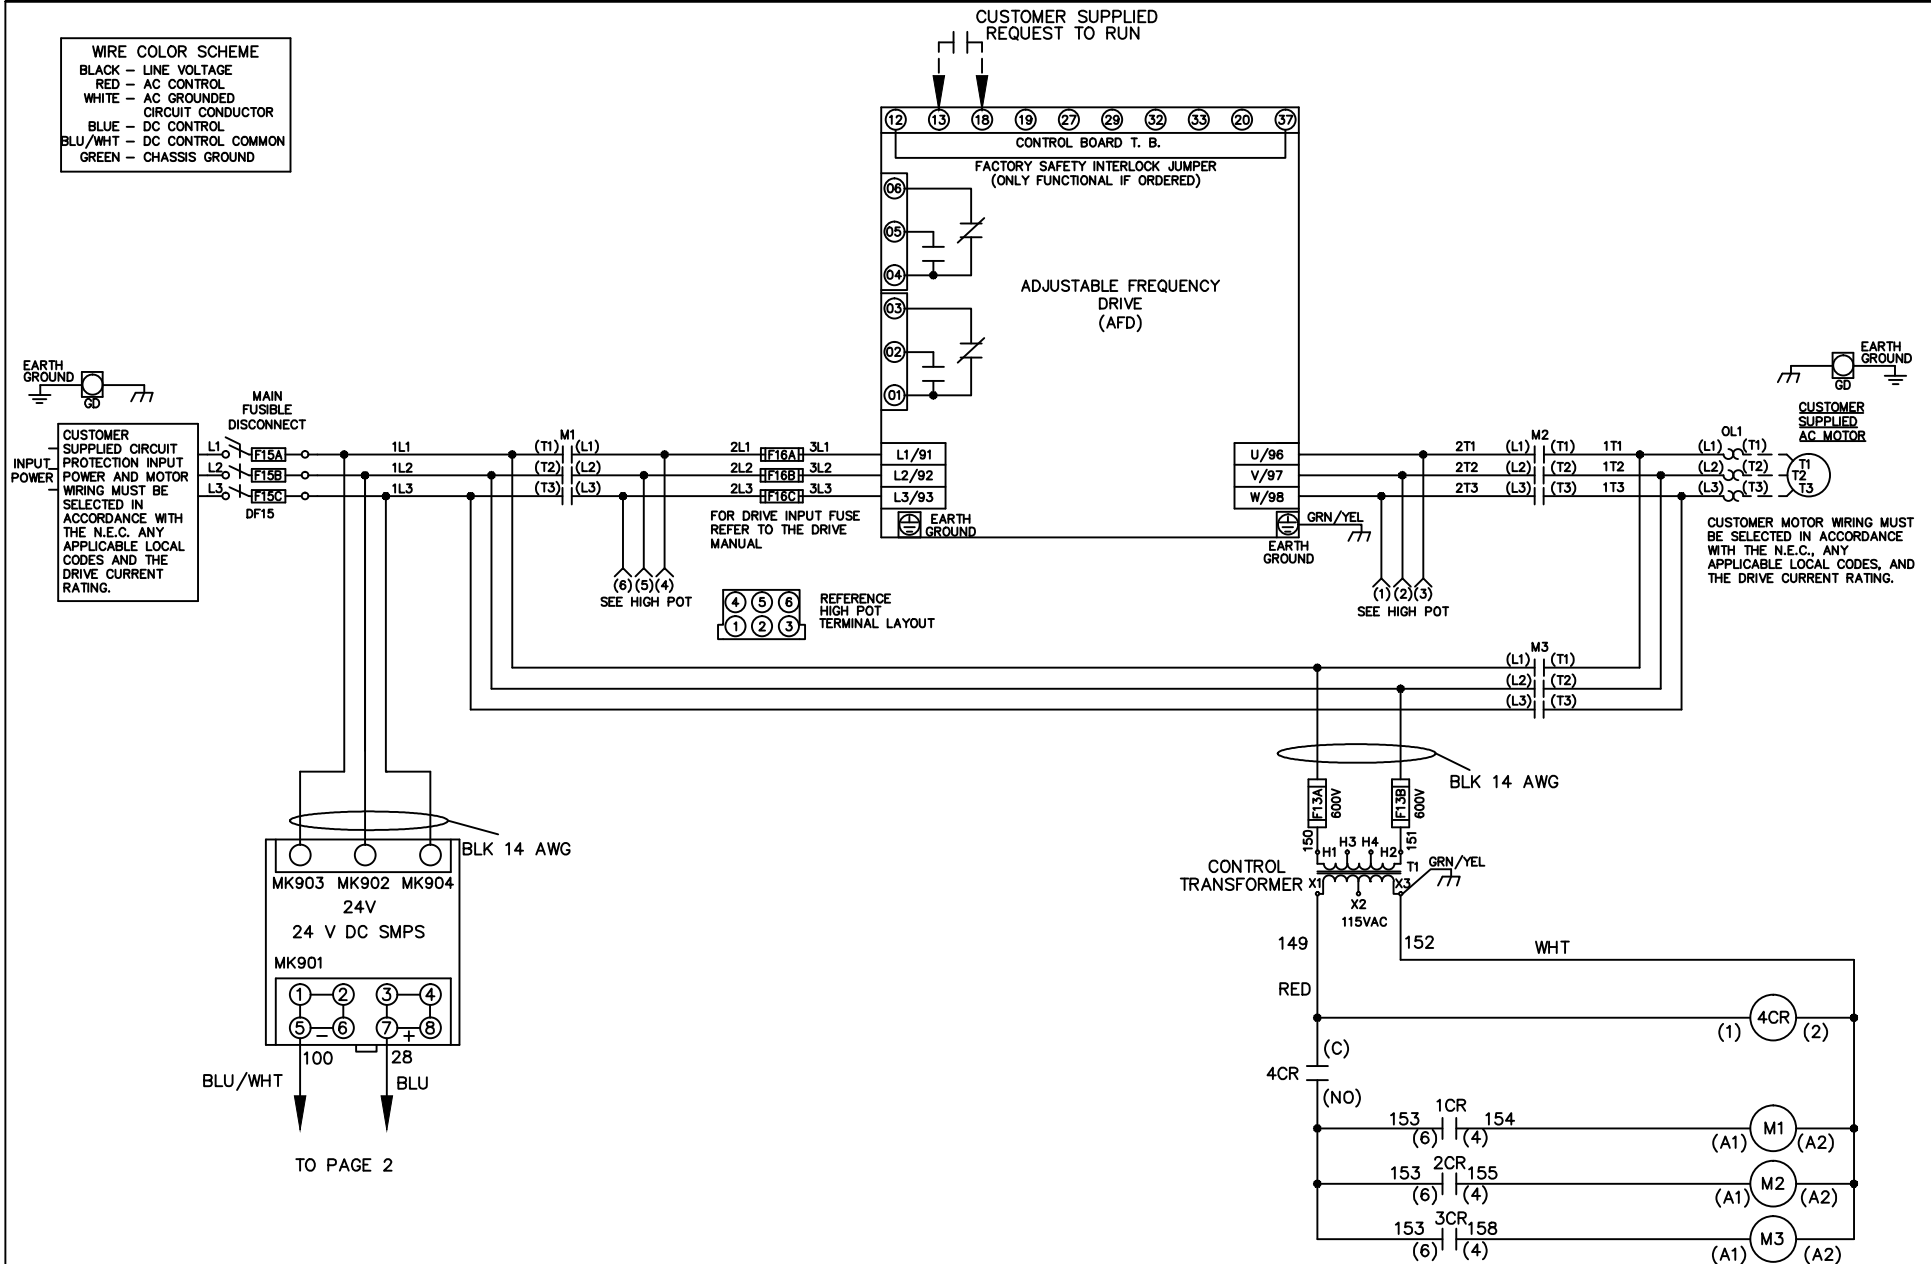 CUSTOMER SUPPLIED
REQUEST TO RUN
WIRE COLOR SCHEME
BLACK – LINE VOLTAGE
RED – AC CONTROL
WHITE – AC GROUNDED
CIRCUIT CONDUCTOR
BLUE – DC CONTROL
BLU/WHT – DC CONTROL COMMON
GREEN – CHASSIS GROUND
12 13 18 19 27 29 32 33 20 37
CONTROL BOARD T. B.
FACTORY SAFETY INTERLOCK JUMPER
(ONLY FUNCTIONAL IF ORDERED)
06
05
04
03
02
01
ADJUSTABLE FREQUENCY
DRIVE
(AFD)
EARTH
GROUND
GD
MAIN
FUSIBLE
DISCONNECT
INPUT
POWER
CUSTOMER
SUPPLIED CIRCUIT
PROTECTION INPUT
POWER AND MOTOR
WIRING MUST BE
SELECTED IN
ACCORDANCE WITH
THE N.E.C. ANY
APPLICABLE LOCAL
CODES AND THE
DRIVE CURRENT
RATING.
L1 F15A 1L1 (T1) M1 (L1) 2L1 F16A 3L1 L1/91
L2 F15B 1L2 (T2) (L2) 2L2 F16B 3L2 L2/92
L3 F15C 1L3 (T3) (L3) 2L3 F16C 3L3 L3/93
DF15
FOR DRIVE INPUT FUSE
REFER TO THE DRIVE
MANUAL
EARTH
GROUND
(6) (5) (4)
SEE HIGH POT
4 5 6
1 2 3
REFERENCE
HIGH POT
TERMINAL LAYOUT
EARTH
GROUND
GD
CUSTOMER
SUPPLIED
AC MOTOR
U/96 2T1 (L1) M2 (T1) 1T1 (L1) OL1 (T1) T1
V/97 2T2 (L2) (T2) 1T2 (L2) (T2) T2
W/98 2T3 (L3) (T3) 1T3 (L3) (T3) T3
GRN/YEL
EARTH
GROUND
(1) (2) (3)
SEE HIGH POT
CUSTOMER MOTOR WIRING MUST
BE SELECTED IN ACCORDANCE
WITH THE N.E.C., ANY
APPLICABLE LOCAL CODES, AND
THE DRIVE CURRENT RATING.
M3
(L1) (T1)
(L2) (T2)
(L3) (T3)
BLK 14 AWG
F13A 600V
F13B 600V
150
151
H1 H3 H4 H2
T1
GRN/YEL
CONTROL
TRANSFORMER
X1 X3
X2
115VAC
BLK 14 AWG
MK903 MK902 MK904
24V
24 V DC SMPS
MK901
1 2 3 4
5 – 6 7 + 8
100 28
BLU/WHT BLU
TO PAGE 2
149 152 WHT
RED
(1) 4CR (2)
(C)
4CR
(NO)
153 1CR 154
(6) (4) (A1) M1 (A2)
153 2CR 155
(6) (4) (A1) M2 (A2)
153 3CR 158
(6) (4) (A1) M3 (A2)